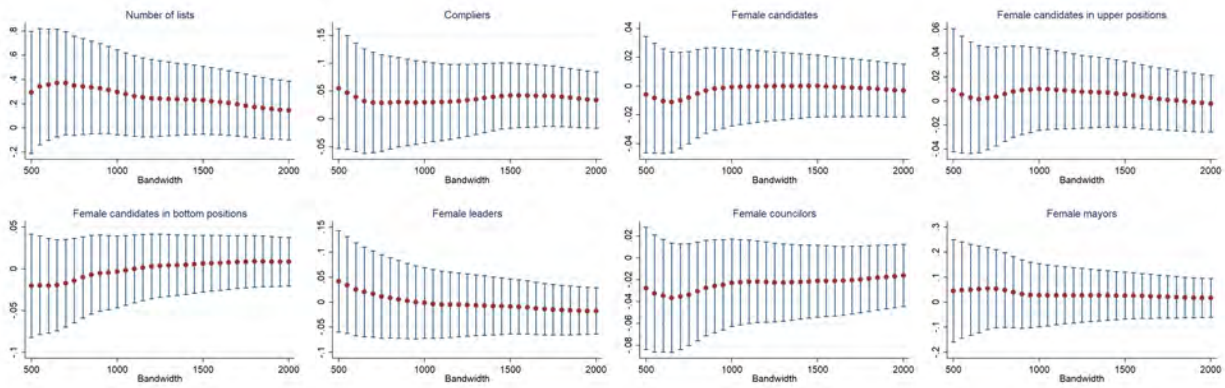 Number of lists
.8
.6
.4
.2
0
-.2
500 1000 1500 2000
Bandwidth
Compliers
.15
.1
.05
0
-.05
500 1000 1500 2000
Bandwidth
Female candidates
.04
.02
0
-.02
-.04
500 1000 1500 2000
Bandwidth
Female candidates in upper positions
.06
.04
.02
0
-.02
-.04
500 1000 1500 2000
Bandwidth
Female candidates in bottom positions
.05
0
-.05
-.1
500 1000 1500 2000
Bandwidth
Female leaders
.15
.1
.05
0
-.05
-.1
500 1000 1500 2000
Bandwidth
Female councilors
.02
0
-.02
-.04
-.06
-.08
500 1000 1500 2000
Bandwidth
Female mayors
.3
.2
.1
0
-.1
-.2
500 1000 1500 2000
Bandwidth